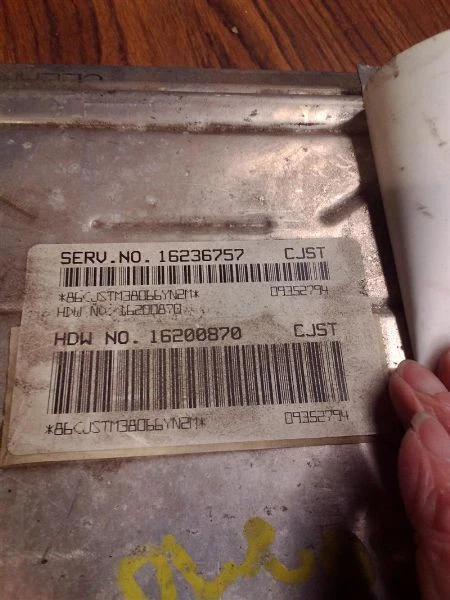 SERV.NO. 16236757 CJST
*86CJSTM38066YN2M* 09352794
HDW NO. 16200870
HDW NO. 16200870 CJST
*86CJSTM38066YN2M* 09352794